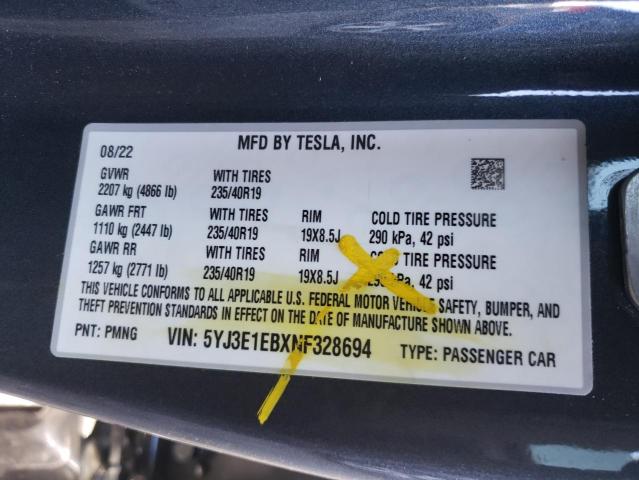 MFD BY TESLA, INC.
08/22
GVWR WITH TIRES
2207 kg (4866 lb) 235/40R19
GAWR FRT WITH TIRES RIM COLD TIRE PRESSURE
1110 kg (2447 lb) 235/40R19 19X8.5J 290 kPa, 42 psi
GAWR RR WITH TIRES RIM COLD TIRE PRESSURE
1257 kg (2771 lb) 235/40R19 19X8.5J 290 kPa, 42 psi
THIS VEHICLE CONFORMS TO ALL APPLICABLE U.S. FEDERAL MOTOR VEHICLE SAFETY, BUMPER, AND
THEFT PREVENTION STANDARDS IN EFFECT ON THE DATE OF MANUFACTURE SHOWN ABOVE.
PNT: PMNG VIN: 5YJ3E1EBXNF328694 TYPE: PASSENGER CAR